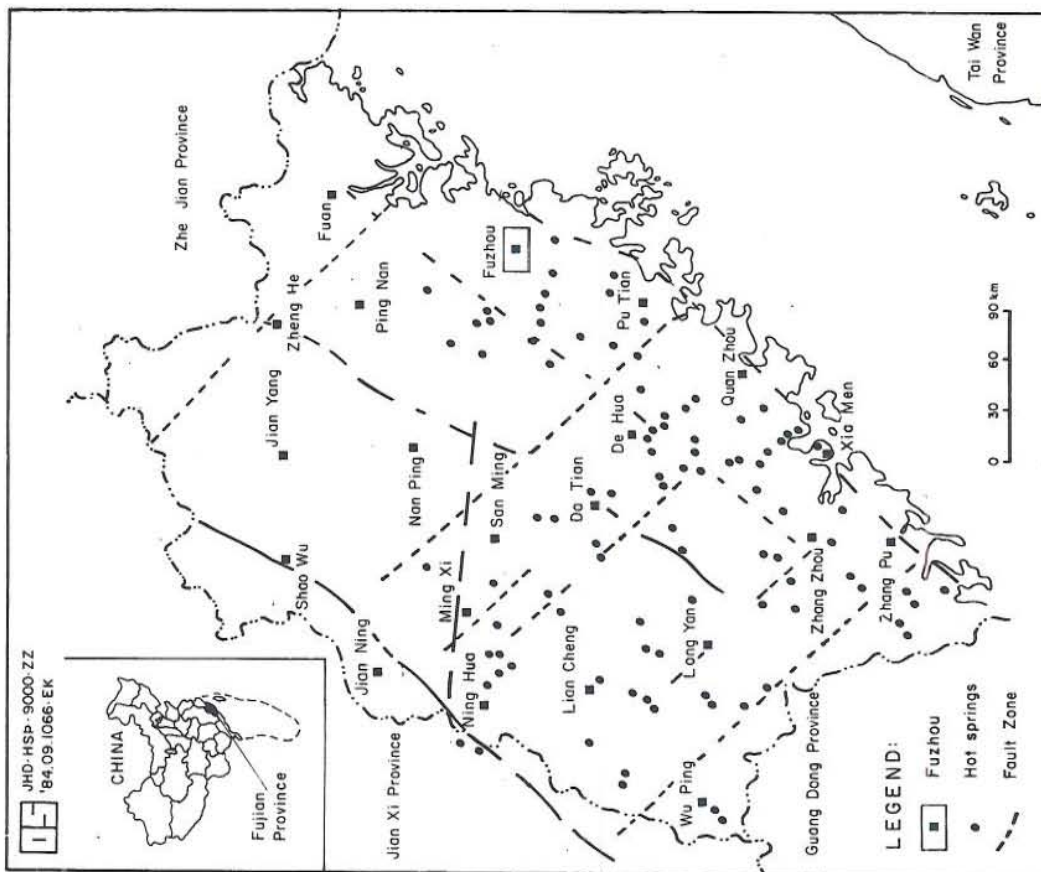 JHD·HSP·9000·ZZ
'84.09.1066·EK
CHINA
Fujian
Province
Zhe Jian Province
Jian Xi Province
Guang Dong Province
Tai Wan
Province
Shao Wu
Jian Yang
Zheng He
Fuan
Ping Nan
Jian Ning
Nan Ping
Ming Xi
San Ming
Ning Hua
Fuzhou
Lian Cheng
Da Tian
De Hua
Pu Tian
Wu Ping
Long Yan
Quan Zhou
Zhang Zhou
Xia Men
Zhang Pu
LEGEND:
Fuzhou
Hot springs
Fault Zone
0 30 60 90 km